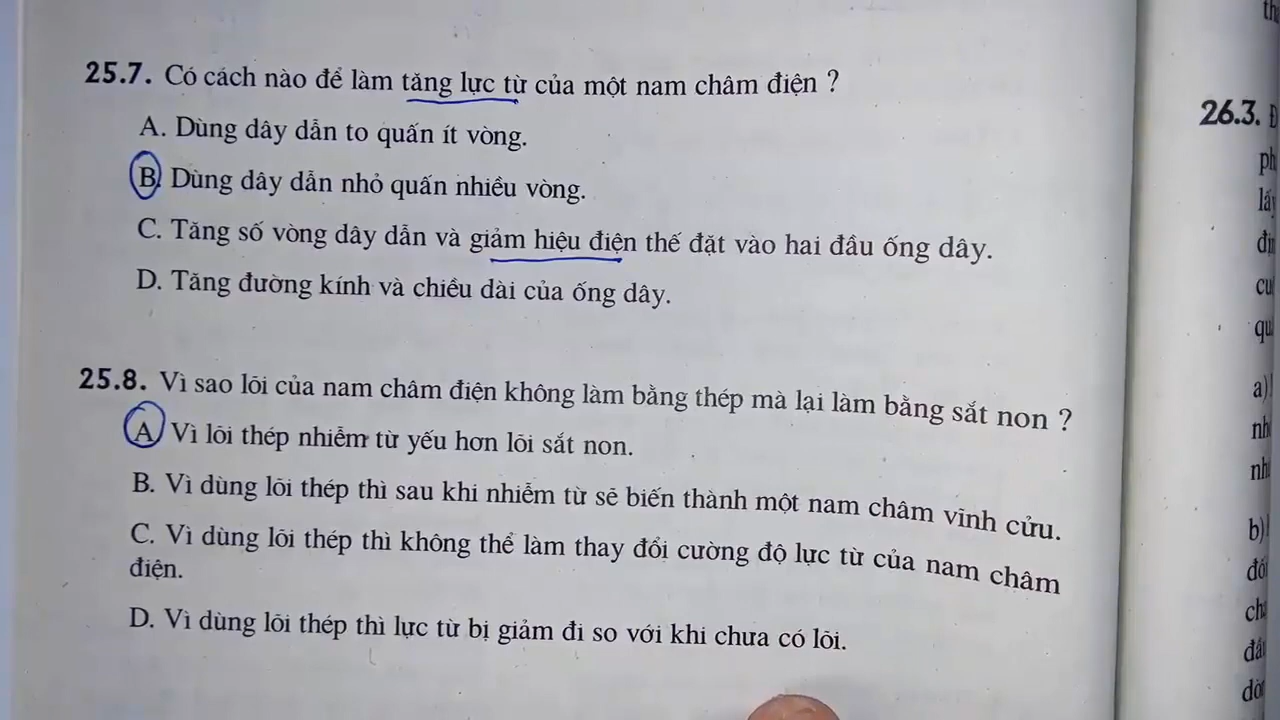 25.7. Có cách nào để làm tăng lực từ của một nam châm điện ?
A. Dùng dây dẫn to quấn ít vòng.
B. Dùng dây dẫn nhỏ quấn nhiều vòng.
C. Tăng số vòng dây dẫn và giảm hiệu điện thế đặt vào hai đầu ống dây.
D. Tăng đường kính và chiều dài của ống dây.
25.8. Vì sao lõi của nam châm điện không làm bằng thép mà lại làm bằng sắt non ?
A Vì lõi thép nhiễm từ yếu hơn lõi sắt non.
B. Vì dùng lõi thép thì sau khi nhiễm từ sẽ biến thành một nam châm vĩnh cửu.
C. Vì dùng lõi thép thì không thể làm thay đổi cường độ lực từ của nam châm
điện.
D. Vì dùng lõi thép thì lực từ bị giảm đi so với khi chưa có lõi.
26.3.
a)
b)